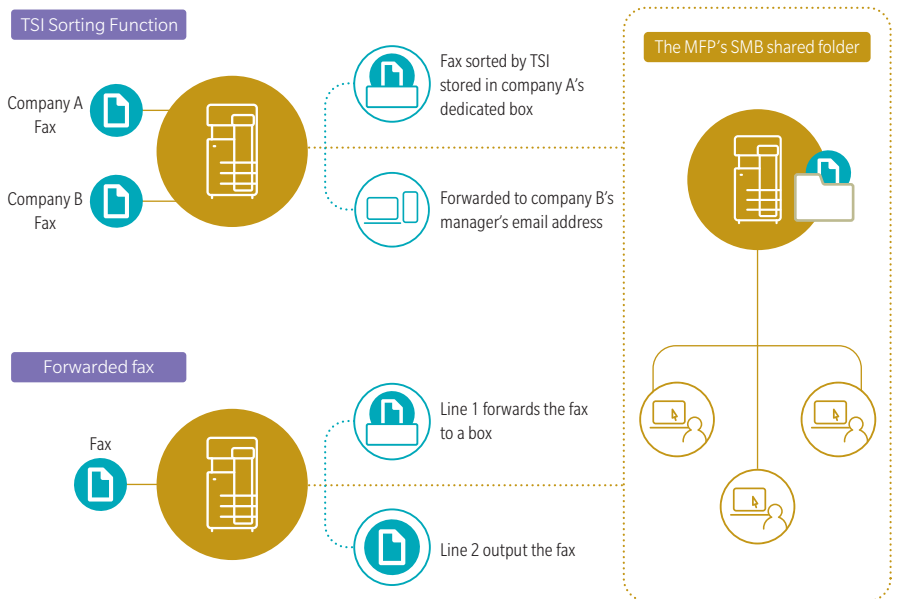 TSI Sorting Function
Company A
Fax
Company B
Fax
Fax sorted by TSI
stored in company A's
dedicated box
Forwarded to company B's
manager's email address
Forwarded fax
Fax
Line 1 forwards the fax
to a box
Line 2 output the fax
The MFP's SMB shared folder